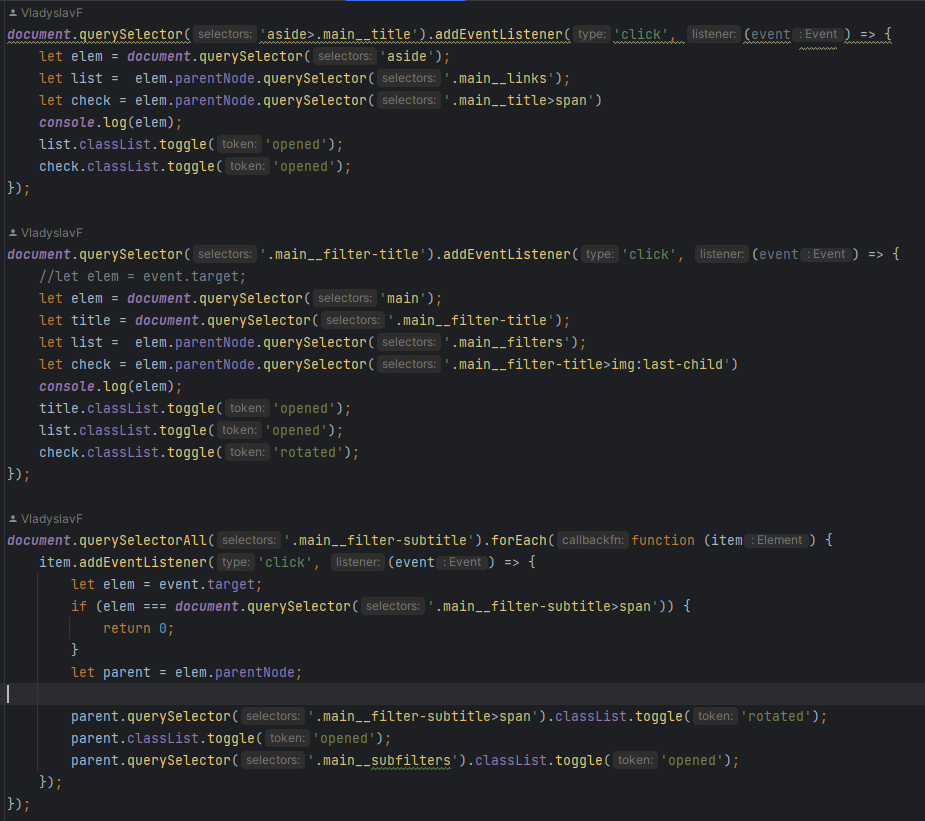 VladyslavF
document.querySelector( selectors: 'aside>.main__title').addEventListener( type: 'click', listener: (event : Event ) => {
    let elem = document.querySelector( selectors: 'aside');
    let list =  elem.parentNode.querySelector( selectors: '.main__links');
    let check = elem.parentNode.querySelector( selectors: '.main__title>span')
    console.log(elem);
    list.classList.toggle( token: 'opened');
    check.classList.toggle( token: 'opened');
});
VladyslavF
document.querySelector( selectors: '.main__filter-title').addEventListener( type: 'click', listener: (event : Event ) => {
    //let elem = event.target;
    let elem = document.querySelector( selectors: 'main');
    let title = document.querySelector( selectors: '.main__filter-title');
    let list =  elem.parentNode.querySelector( selectors: '.main__filters');
    let check = elem.parentNode.querySelector( selectors: '.main__filter-title>img:last-child')
    console.log(elem);
    title.classList.toggle( token: 'opened');
    list.classList.toggle( token: 'opened');
    check.classList.toggle( token: 'rotated');
});
VladyslavF
document.querySelectorAll( selectors: '.main__filter-subtitle').forEach( callbackfn: function (item : Element ) {
    item.addEventListener( type: 'click', listener: (event : Event ) => {
        let elem = event.target;
        if (elem === document.querySelector( selectors: '.main__filter-subtitle>span')) {
            return 0;
        }
        let parent = elem.parentNode;
        parent.querySelector( selectors: '.main__filter-subtitle>span').classList.toggle( token: 'rotated');
        parent.classList.toggle( token: 'opened');
        parent.querySelector( selectors: '.main__subfilters').classList.toggle( token: 'opened');
    });
});